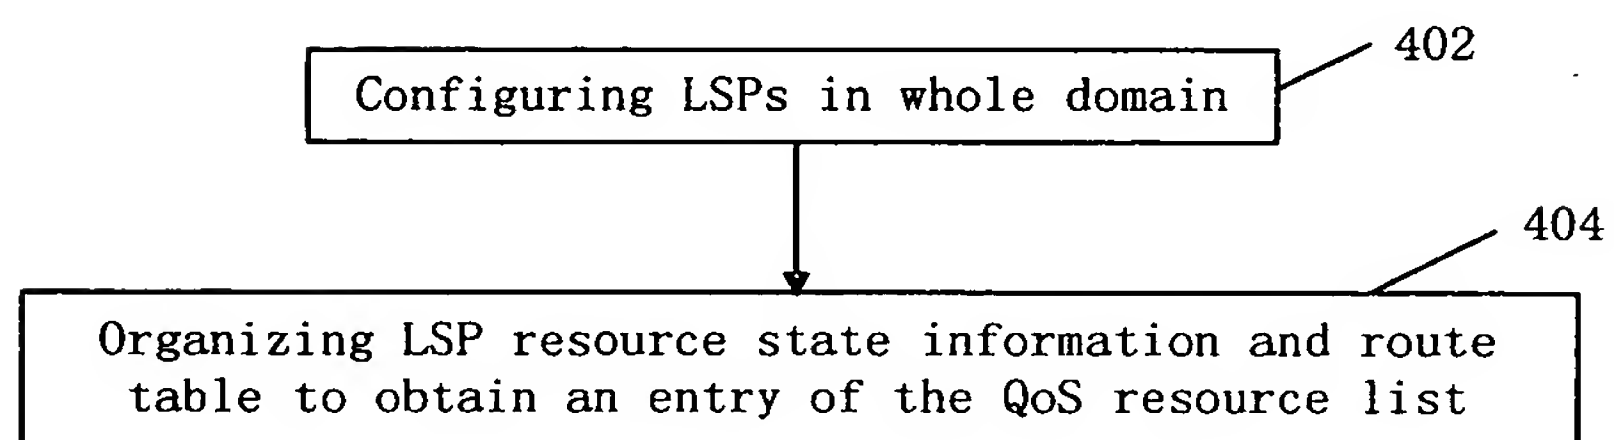 402
Configuring LSPs in whole domain
404
Organizing LSP resource state information and route
table to obtain an entry of the QoS resource list